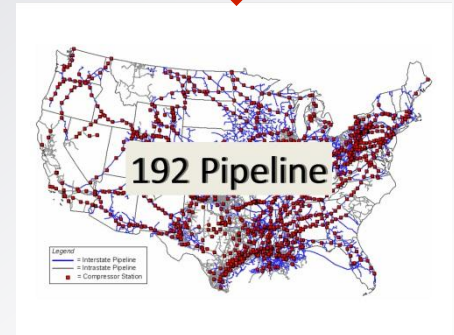 192 Pipeline
Legend
= Interstate Pipeline
= Intrastate Pipeline
= Compressor Station